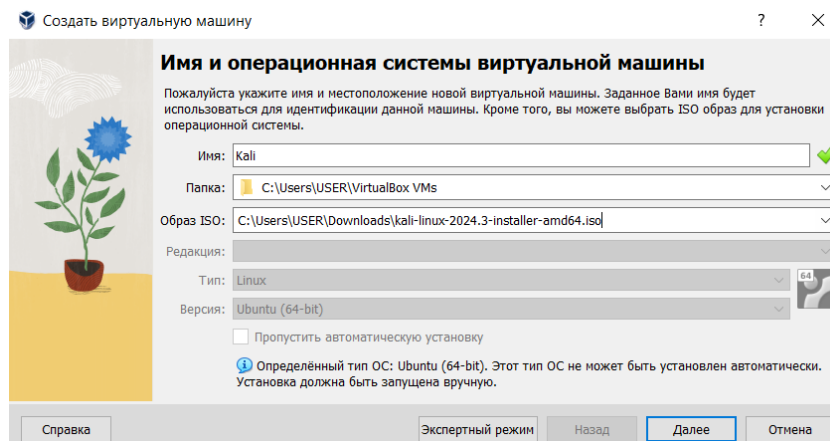 Создать виртуальную машину
?
Имя и операционная системы виртуальной машины
Пожалуйста укажите имя и местоположение новой виртуальной машины. Заданное Вами имя будет
использоваться для идентификации данной машины. Кроме того, вы можете выбрать ISO образ для установки
операционной системы.
Имя: Kali
Папка: C:\Users\USER\VirtualBox VMs
Образ ISO: C:\Users\USER\Downloads\kali-linux-2024.3-installer-amd64.iso
Редакция:
Тип: Linux
64
Версия: Ubuntu (64-bit)
Пропустить автоматическую установку
Определённый тип ОС: Ubuntu (64-bit). Этот тип ОС не может быть установлен автоматически.
Установка должна быть запущена вручную.
Справка Экспертный режим Назад Далее Отмена